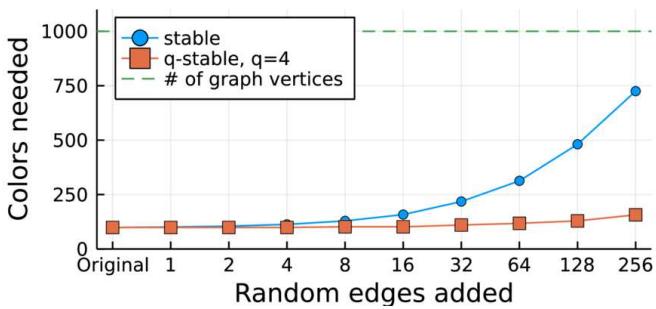 1000
750
500
250
0
Colors needed
stable
q-stable, q=4
# of graph vertices
Original 1 2 4 8 16 32 64 128 256
Random edges added